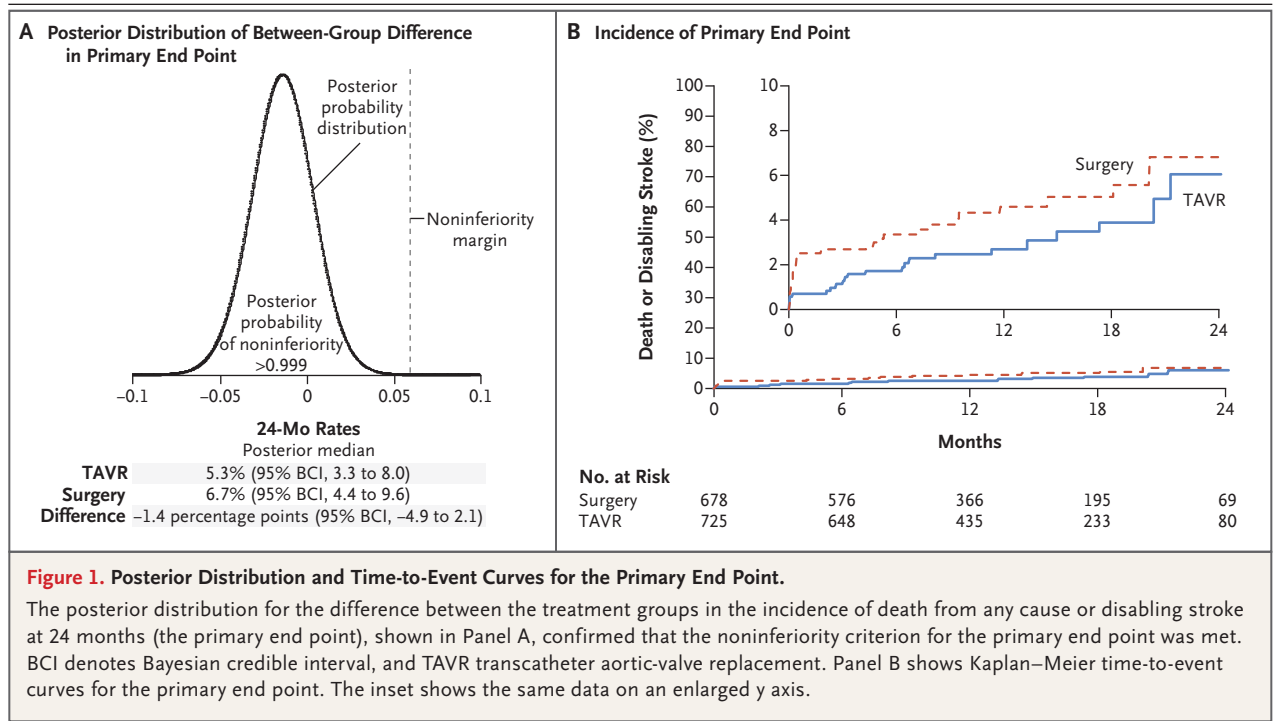 A Posterior Distribution of Between-Group Difference
in Primary End Point
Posterior
probability
distribution
Noninferiority
margin
Posterior
probability
of noninferiority
>0.999
−0.1 −0.05 0 0.05 0.1
24-Mo Rates
Posterior median
TAVR 5.3% (95% BCI, 3.3 to 8.0)
Surgery 6.7% (95% BCI, 4.4 to 9.6)
Difference −1.4 percentage points (95% BCI, −4.9 to 2.1)
B Incidence of Primary End Point
Death or Disabling Stroke (%)
100
90
80
70
60
50
40
30
20
10
0
10
8
6
4
2
0
Surgery
TAVR
0 6 12 18 24
0 6 12 18 24
Months
No. at Risk
Surgery 678 576 366 195 69
TAVR 725 648 435 233 80
Figure 1. Posterior Distribution and Time-to-Event Curves for the Primary End Point.
The posterior distribution for the difference between the treatment groups in the incidence of death from any cause or disabling stroke
at 24 months (the primary end point), shown in Panel A, confirmed that the noninferiority criterion for the primary end point was met.
BCI denotes Bayesian credible interval, and TAVR transcatheter aortic-valve replacement. Panel B shows Kaplan–Meier time-to-event
curves for the primary end point. The inset shows the same data on an enlarged y axis.